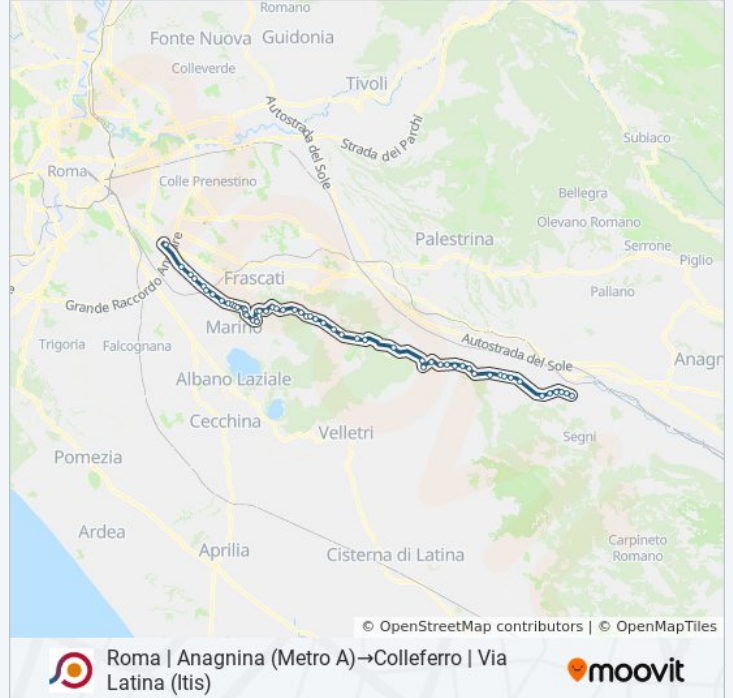 Romano
Fonte Nuova
Guidonia
Colleverde
Tivoli
Autostrada del Sole
Strada dei Parchi
Subiaco
Roma
Colle Prenestino
Bellegra
Olevano Romano
Palestrina
Serrone
Piglio
e
Grande Raccordo Anulare
Frascati
Paliano
Marino
Trigoria
Falcognana
Autostrada del Sole
Anagn
Albano Laziale
Cecchina
Velletri
Segni
Pomezia
Ardea
Aprilia
Cisterna di Latina
Carpineto
Romano
© OpenStreetMap contributors | © OpenMapTiles
Roma | Anagnina (Metro A)→Colleferro | Via
Latina (Itis)
moovit